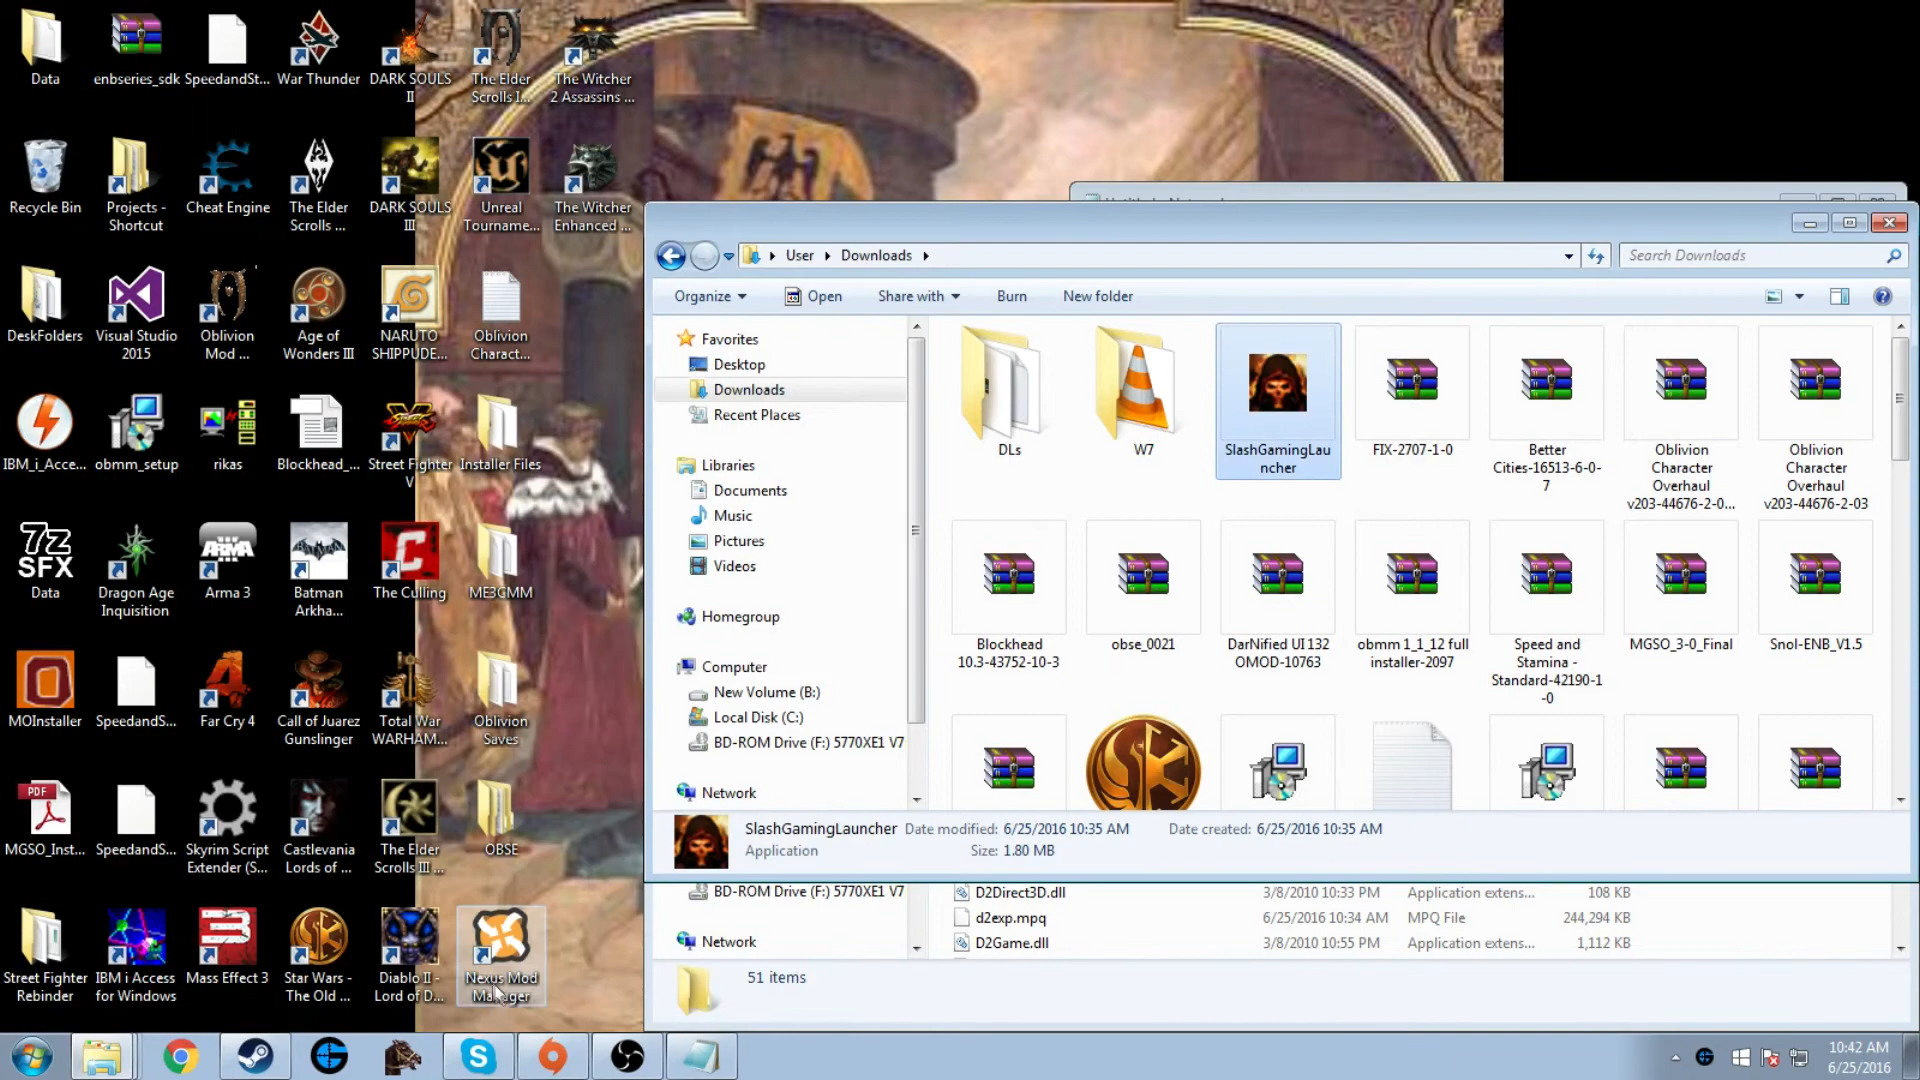 Data
enbseries_sdk
SpeedandSt...
War Thunder
DARK SOULS
II
The Elder
Scrolls I...
The Witcher
2 Assassins ...
Recycle Bin
Projects -
Shortcut
Cheat Engine
The Elder
Scrolls ...
DARK SOULS
III
Unreal
Tourname...
The Witcher
Enhanced ...
DeskFolders
Visual Studio
2015
Oblivion
Mod ...
Age of
Wonders III
NARUTO
SHIPPUDE...
Oblivion
Charact...
IBM_i_Acce...
obmm_setup
rikas
Blockhead_...
Street Fighter
V
Installer Files
7z
SFX
Data
Dragon Age
Inquisition
ARMA
Arma 3
BATMAN
Batman
Arkha...
The Culling
ME3CMM
MOInstaller
SpeedandS...
Far Cry 4
Call of Juarez
Gunslinger
Total War
WARHAM...
Oblivion
Saves
PDF
MGSO_Inst...
SpeedandS...
Skyrim Script
Extender (S...
Castlevania
Lords of ...
The Elder
Scrolls III ...
OBSE
Street Fighter
Rebinder
IBM i Access
for Windows
Mass Effect 3
Star Wars -
The Old ...
Diablo II -
Lord of D...
Nexus Mod
Manager
User
Downloads
Search Downloads
Organize
Open
Share with
Burn
New folder
Favorites
Desktop
Downloads
Recent Places
Libraries
Documents
Music
Pictures
Videos
Homegroup
Computer
New Volume (B:)
Local Disk (C:)
BD-ROM Drive (F:) 5770XE1 V7
Network
DLs
W7
SlashGamingLau
ncher
FIX-2707-1-0
Better
Cities-16513-6-0-
7
Oblivion
Character
Overhaul
v203-44676-2-0...
Oblivion
Character
Overhaul
v203-44676-2-03
Blockhead
10.3-43752-10-3
obse_0021
DarNified UI 132
OMOD-10763
obmm 1_1_12 full
installer-2097
Speed and
Stamina -
Standard-42190-1
-0
MGSO_3-0_Final
Snol-ENB_V1.5
SlashGamingLauncher
Date modified: 6/25/2016 10:35 AM
Date created: 6/25/2016 10:35 AM
Application
Size: 1.80 MB
BD-ROM Drive (F:) 5770XE1 V7
Network
D2Direct3D.dll
3/8/2010 10:33 PM
Application extens...
108 KB
d2exp.mpq
6/25/2016 10:34 AM
MPQ File
244,294 KB
D2Game.dll
3/8/2010 10:55 PM
Application extens...
1,112 KB
51 items
10:42 AM
6/25/2016